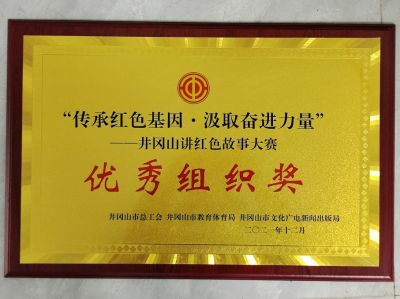 “传承红色基因·汲取奋进力量”
——井冈山讲红色故事大赛
优秀组织奖
井冈山市总工会 井冈山市教育体育局 井冈山市文化广电新闻出版局
二〇二一年十二月